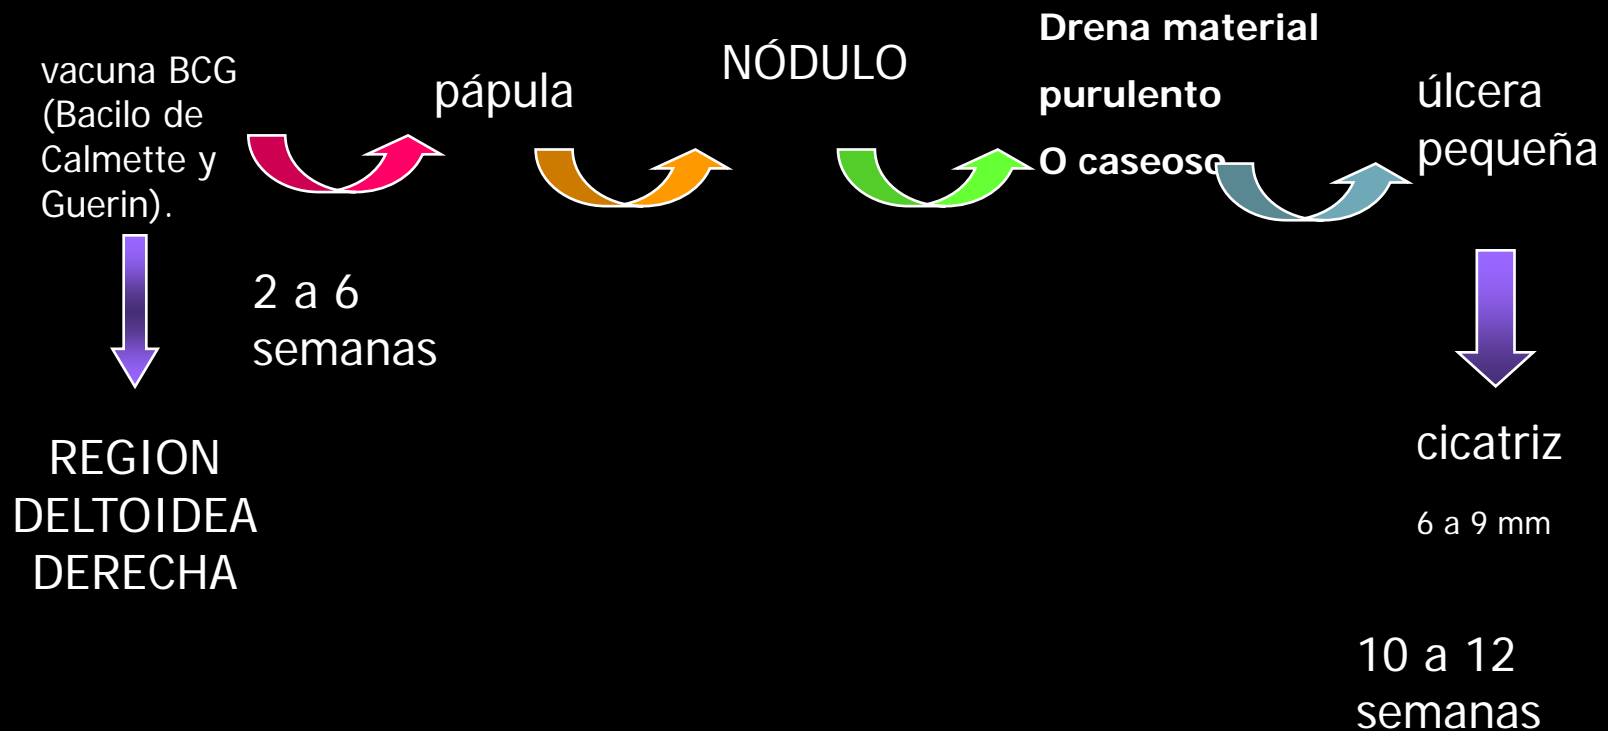 vacuna BCG
(Bacilo de
Calmette y
Guerin).
pápula
NÓDULO
Drena material
purulento
O caseoso
úlcera
pequeña
2 a 6
semanas
REGION
DELTOIDEA
DERECHA
cicatriz
6 a 9 mm
10 a 12
semanas